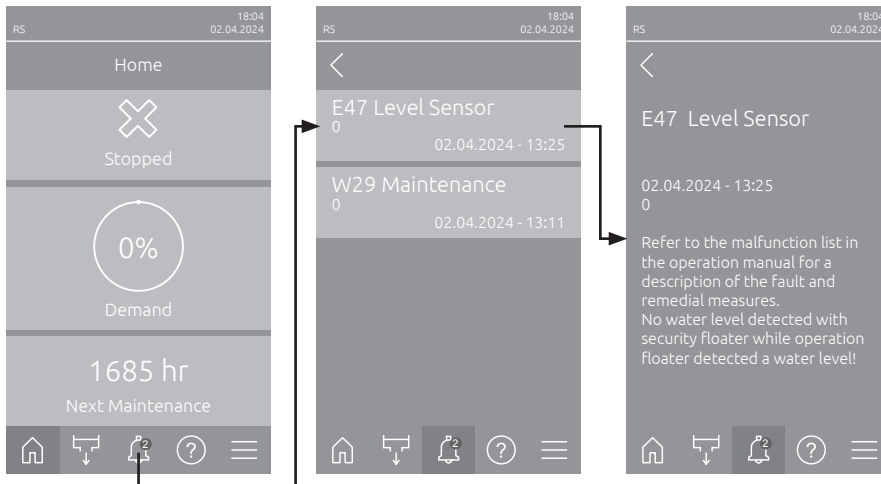 18:04
RS 02.04.2024
Home
Stopped
0%
Demand
1685 hr
Next Maintenance
2
?
18:04
RS 02.04.2024
E47 Level Sensor
0
02.04.2024 - 13:25
W29 Maintenance
0
02.04.2024 - 13:11
2
?
18:04
RS 02.04.2024
E47 Level Sensor
02.04.2024 - 13:25
0
Refer to the malfunction list in
the operation manual for a
description of the fault and
remedial measures.
No water level detected with
security floater while operation
floater detected a water level!
2
?